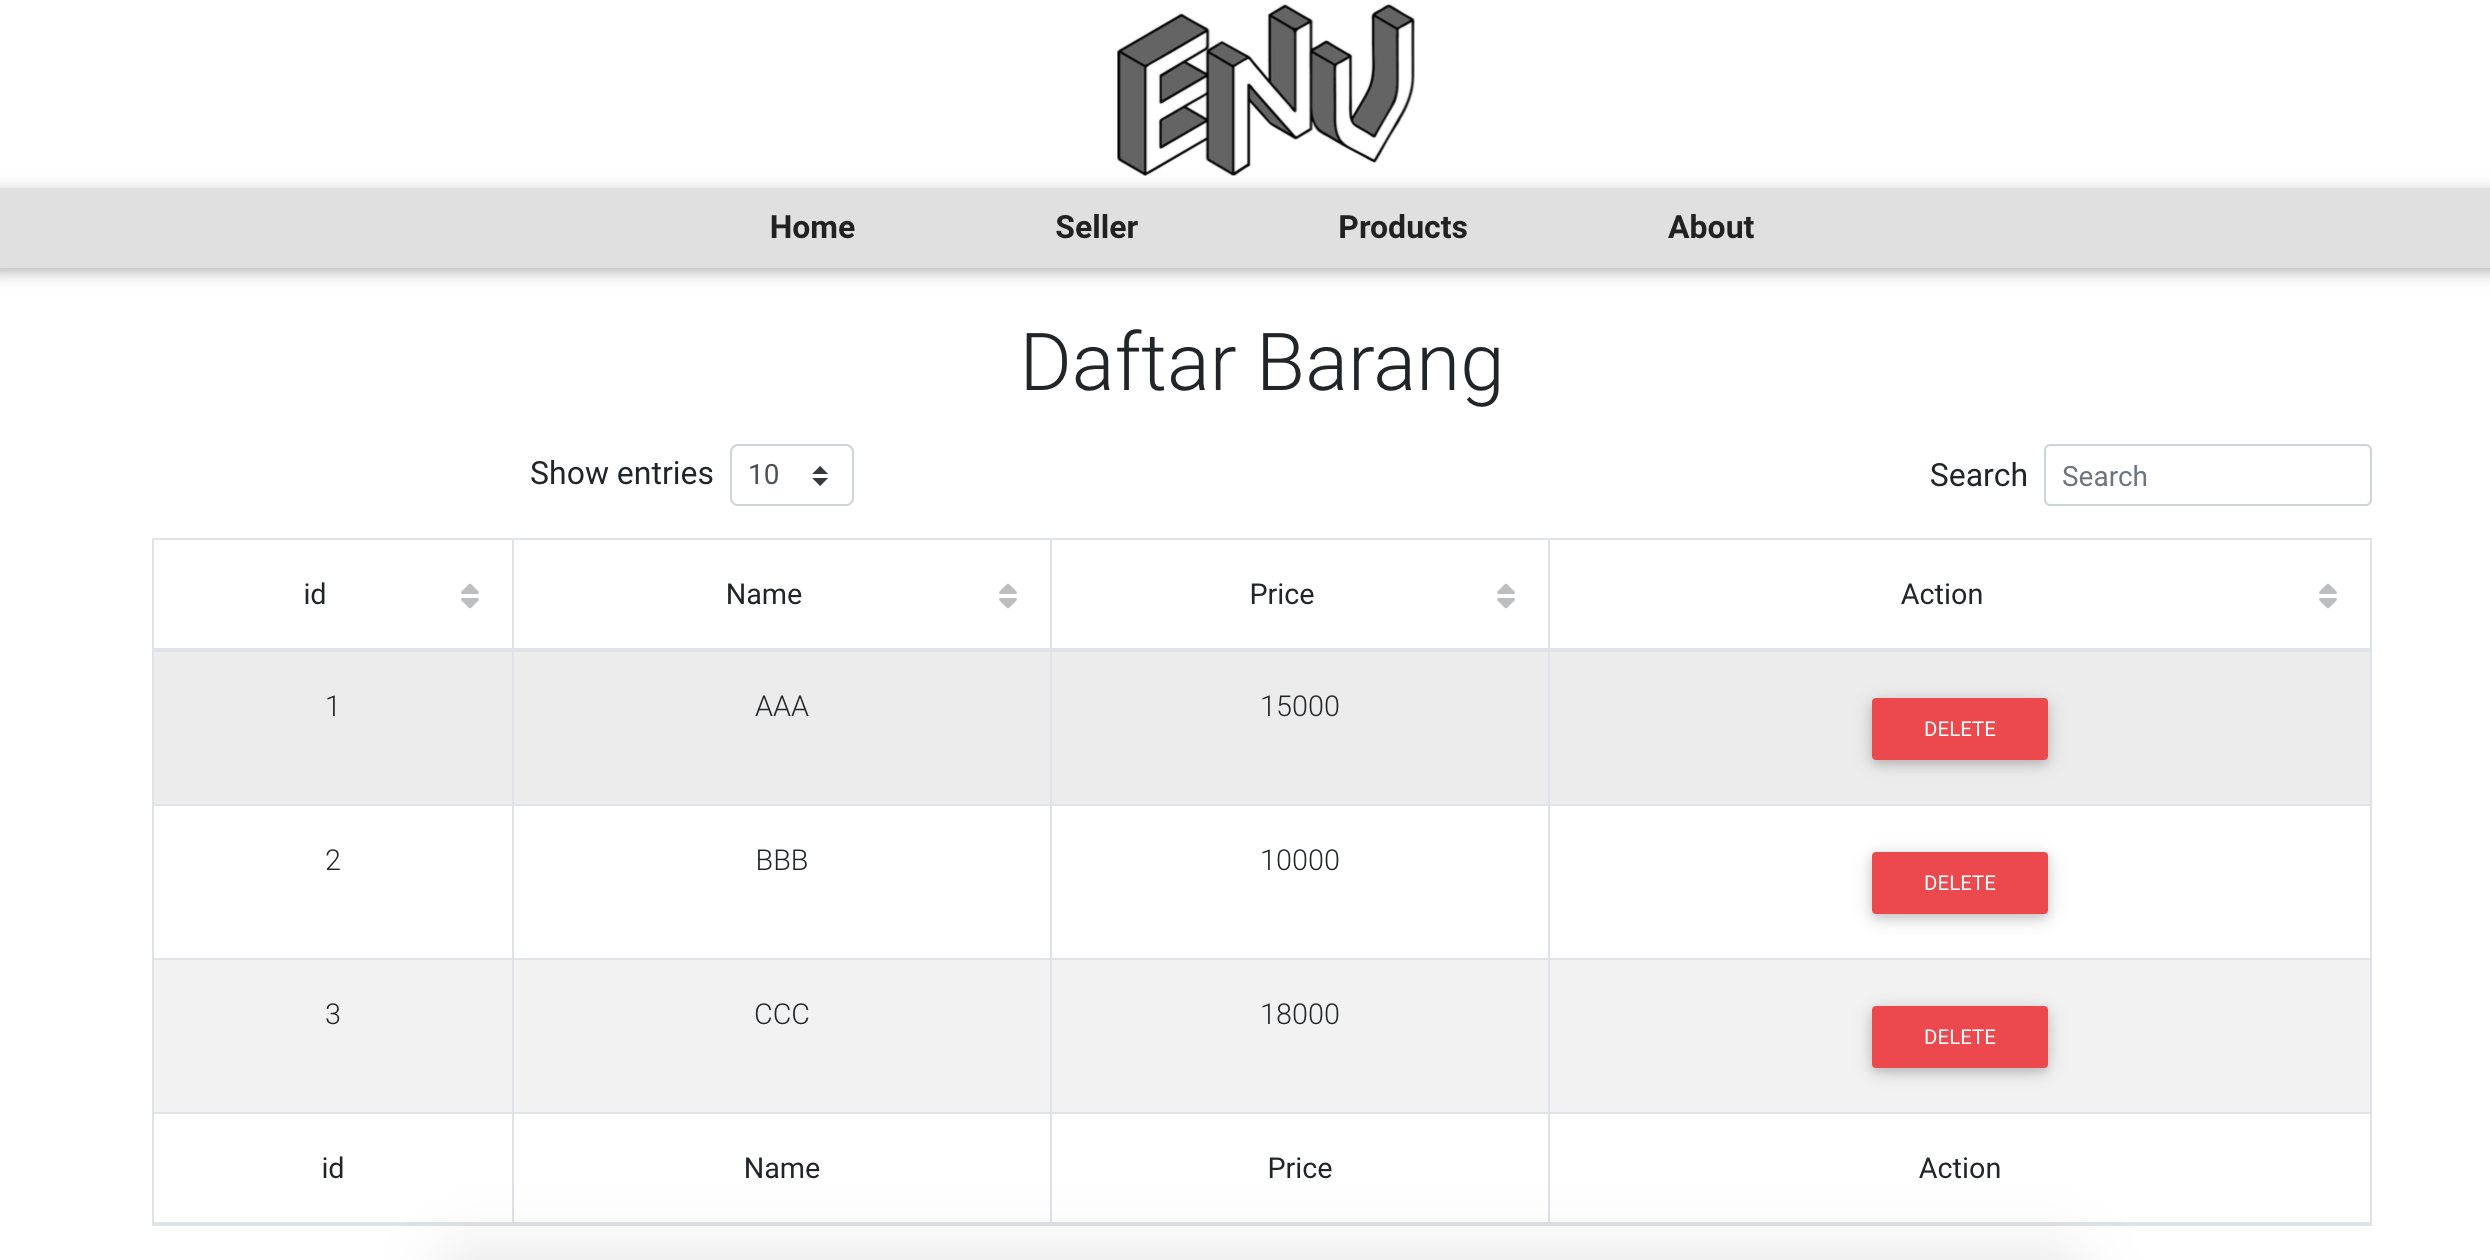 ENV
Home Seller Products About
Daftar Barang
Show entries 10 Search Search
id Name Price Action
1 AAA 15000 DELETE
2 BBB 10000 DELETE
3 CCC 18000 DELETE
id Name Price Action